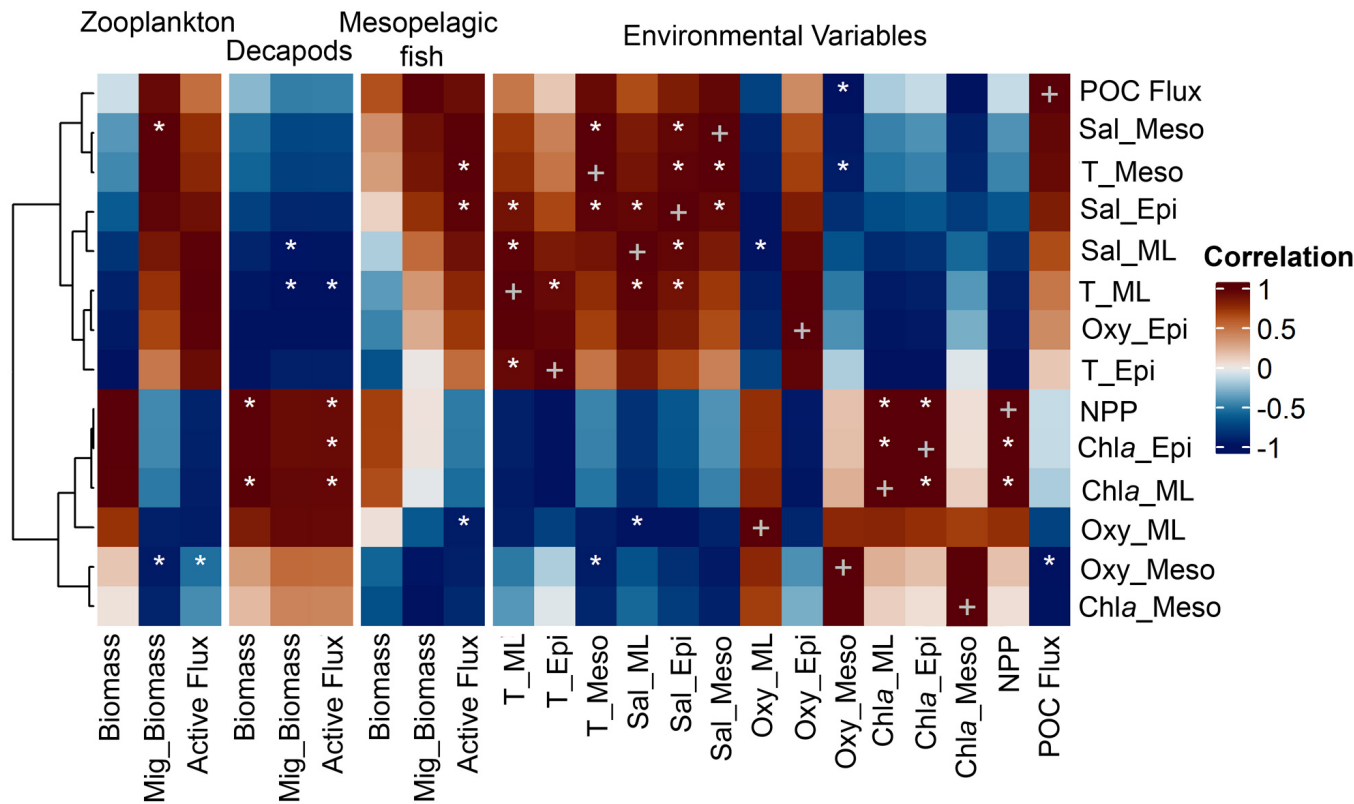 Zooplankton
Decapods
Mesopelagic
fish
Environmental Variables
*
+
POC Flux
*
*
*
+
Sal_Meso
*
+
*
*
*
T_Meso
*
*
*
*
+
*
Sal_Epi
*
*
+
*
*
Sal_ML
*
*
+
*
*
*
T_ML
+
Oxy_Epi
*
+
T_Epi
*
*
*
*
+
NPP
*
*
+
*
Chla_Epi
*
*
+
*
*
Chla_ML
*
*
+
Oxy_ML
*
*
*
+
*
Oxy_Meso
+
Chla_Meso
Correlation
1
0.5
0
-0.5
-1
Biomass
Mig_Biomass
Active Flux
Biomass
Mig_Biomass
Active Flux
Biomass
Mig_Biomass
Active Flux
T_ML
T_Epi
T_Meso
Sal_ML
Sal_Epi
Sal_Meso
Oxy_ML
Oxy_Epi
Oxy_Meso
Chla_ML
Chla_Epi
Chla_Meso
NPP
POC Flux